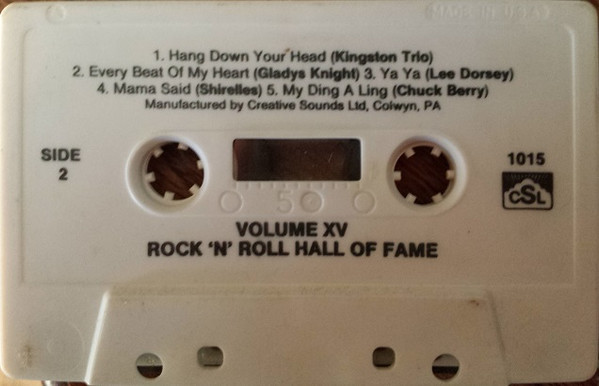 MADE IN U.S.A.
1. Hang Down Your Head (Kingston Trio)
2. Every Beat Of My Heart (Gladys Knight) 3. Ya Ya (Lee Dorsey)
4. Mama Said (Shirelles) 5. My Ding A Ling (Chuck Berry)
Manufactured by Creative Sounds Ltd, Colwyn, PA
SIDE
2
1015
CSL
50
VOLUME XV
ROCK 'N' ROLL HALL OF FAME